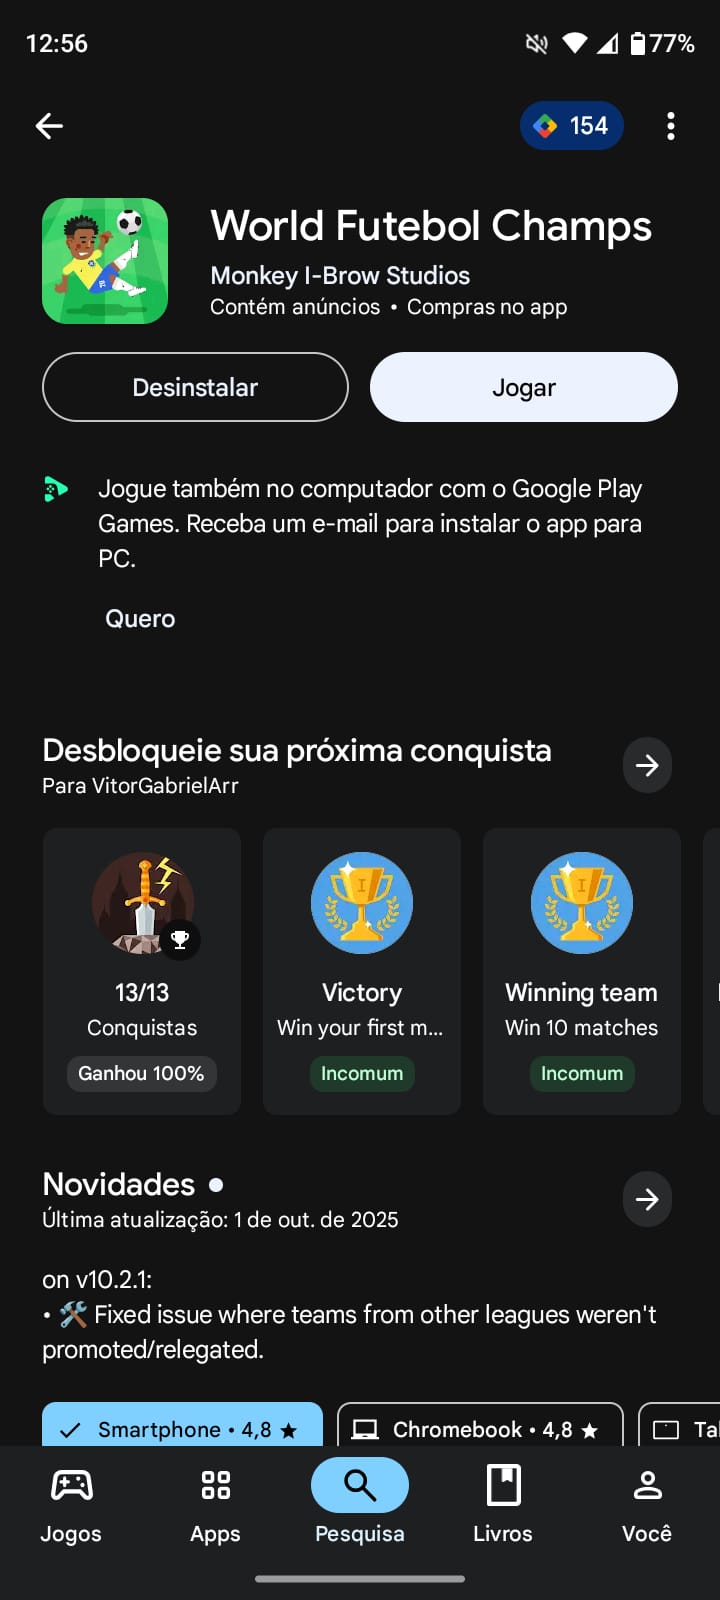 12:56
77%
154
World Futebol Champs
Monkey I-Brow Studios
Contém anúncios • Compras no app
Desinstalar
Jogar
Jogue também no computador com o Google Play
Games. Receba um e-mail para instalar o app para
PC.
Quero
Desbloqueie sua próxima conquista
Para VitorGabrielArr
13/13
Conquistas
Ganhou 100%
Victory
Win your first m...
Incomum
Winning team
Win 10 matches
Incomum
Novidades
Última atualização: 1 de out. de 2025
on v10.2.1:
• 🛠️ Fixed issue where teams from other leagues weren't
promoted/relegated.
Smartphone • 4,8 ★
Chromebook • 4,8 ★
Jogos
Apps
Pesquisa
Livros
Você